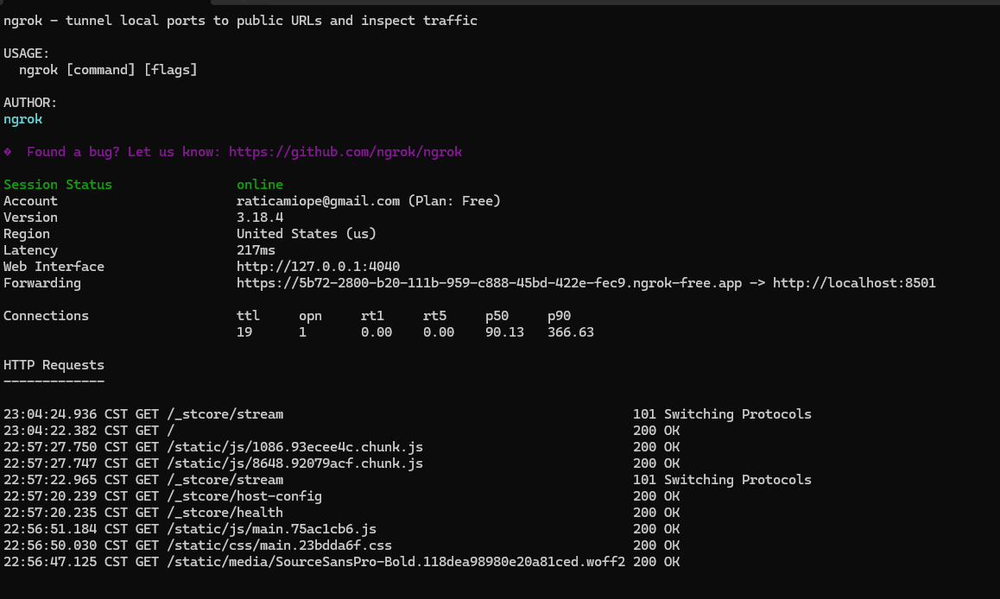 ngrok - tunnel local ports to public URLs and inspect traffic
USAGE:
ngrok [command] [flags]
AUTHOR:
ngrok
� Found a bug? Let us know: https://github.com/ngrok/ngrok
Session Status online
Account raticamiope@gmail.com (Plan: Free)
Version 3.18.4
Region United States (us)
Latency 217ms
Web Interface http://127.0.0.1:4040
Forwarding https://5b72-2800-b20-111b-959-c888-45bd-422e-fec9.ngrok-free.app -> http://localhost:8501
Connections ttl opn rt1 rt5 p50 p90
19 1 0.00 0.00 90.13 366.63
HTTP Requests
-------------
23:04:24.936 CST GET /_stcore/stream 101 Switching Protocols
23:04:22.382 CST GET / 200 OK
22:57:27.750 CST GET /static/js/1086.93ecee4c.chunk.js 200 OK
22:57:27.747 CST GET /static/js/8648.92079acf.chunk.js 200 OK
22:57:22.965 CST GET /_stcore/stream 101 Switching Protocols
22:57:20.239 CST GET /_stcore/host-config 200 OK
22:57:20.235 CST GET /_stcore/health 200 OK
22:56:51.184 CST GET /static/js/main.75ac1cb6.js 200 OK
22:56:50.030 CST GET /static/css/main.23bdda6f.css 200 OK
22:56:47.125 CST GET /static/media/SourceSansPro-Bold.118dea98980e20a81ced.woff2 200 OK